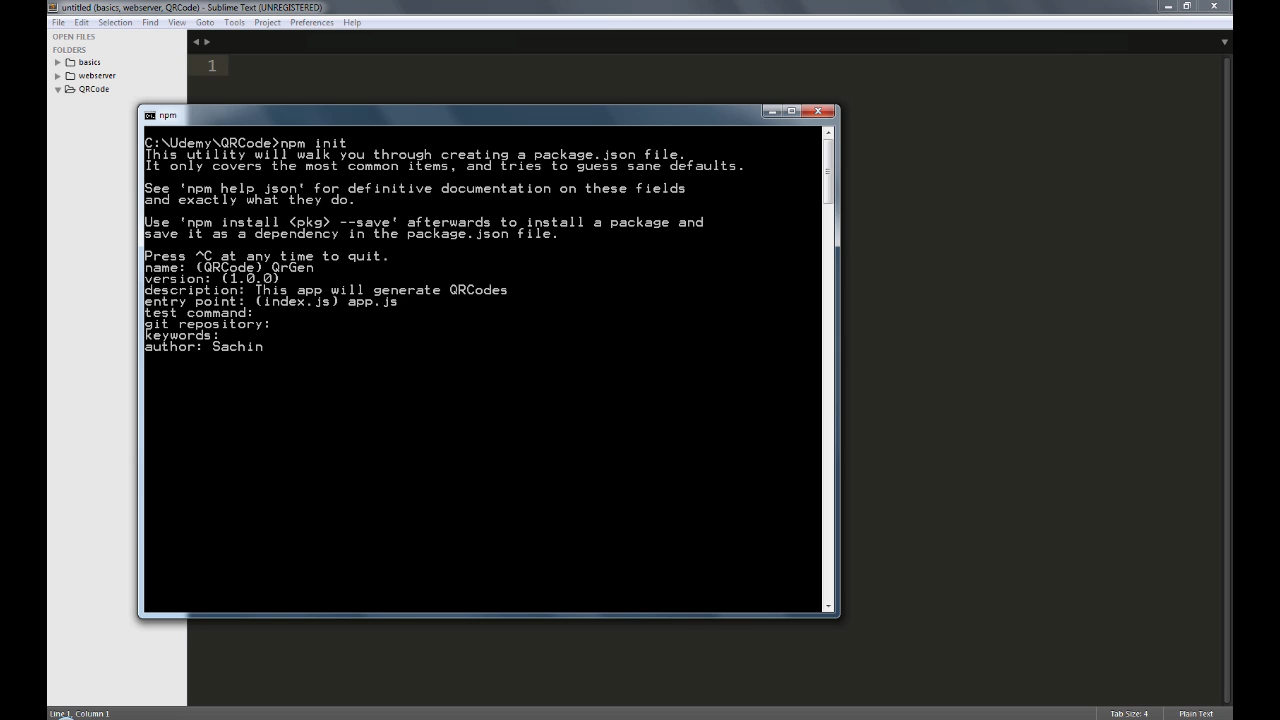 untitled (basics, webserver, QRCode) - Sublime Text (UNREGISTERED)
File Edit Selection Find View Goto Tools Project Preferences Help
OPEN FILES
FOLDERS
basics
webserver
QRCode
1
npm
C:\Udemy\QRCode>npm init
This utility will walk you through creating a package.json file.
It only covers the most common items, and tries to guess sane defaults.
See 'npm help json' for definitive documentation on these fields
and exactly what they do.
Use 'npm install <pkg> --save' afterwards to install a package and
save it as a dependency in the package.json file.
Press ^C at any time to quit.
name: (QRCode) QrGen
version: (1.0.0)
description: This app will generate QRCodes
entry point: (index.js) app.js
test command:
git repository:
keywords:
author: Sachin
Line 1, Column 1
Tab Size: 4
Plain Text